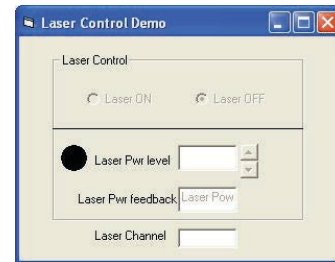 Laser Control Demo
Laser Control
Laser ON Laser OFF
Laser Pwr level
Laser Pwr feedback Laser Pow
Laser Channel